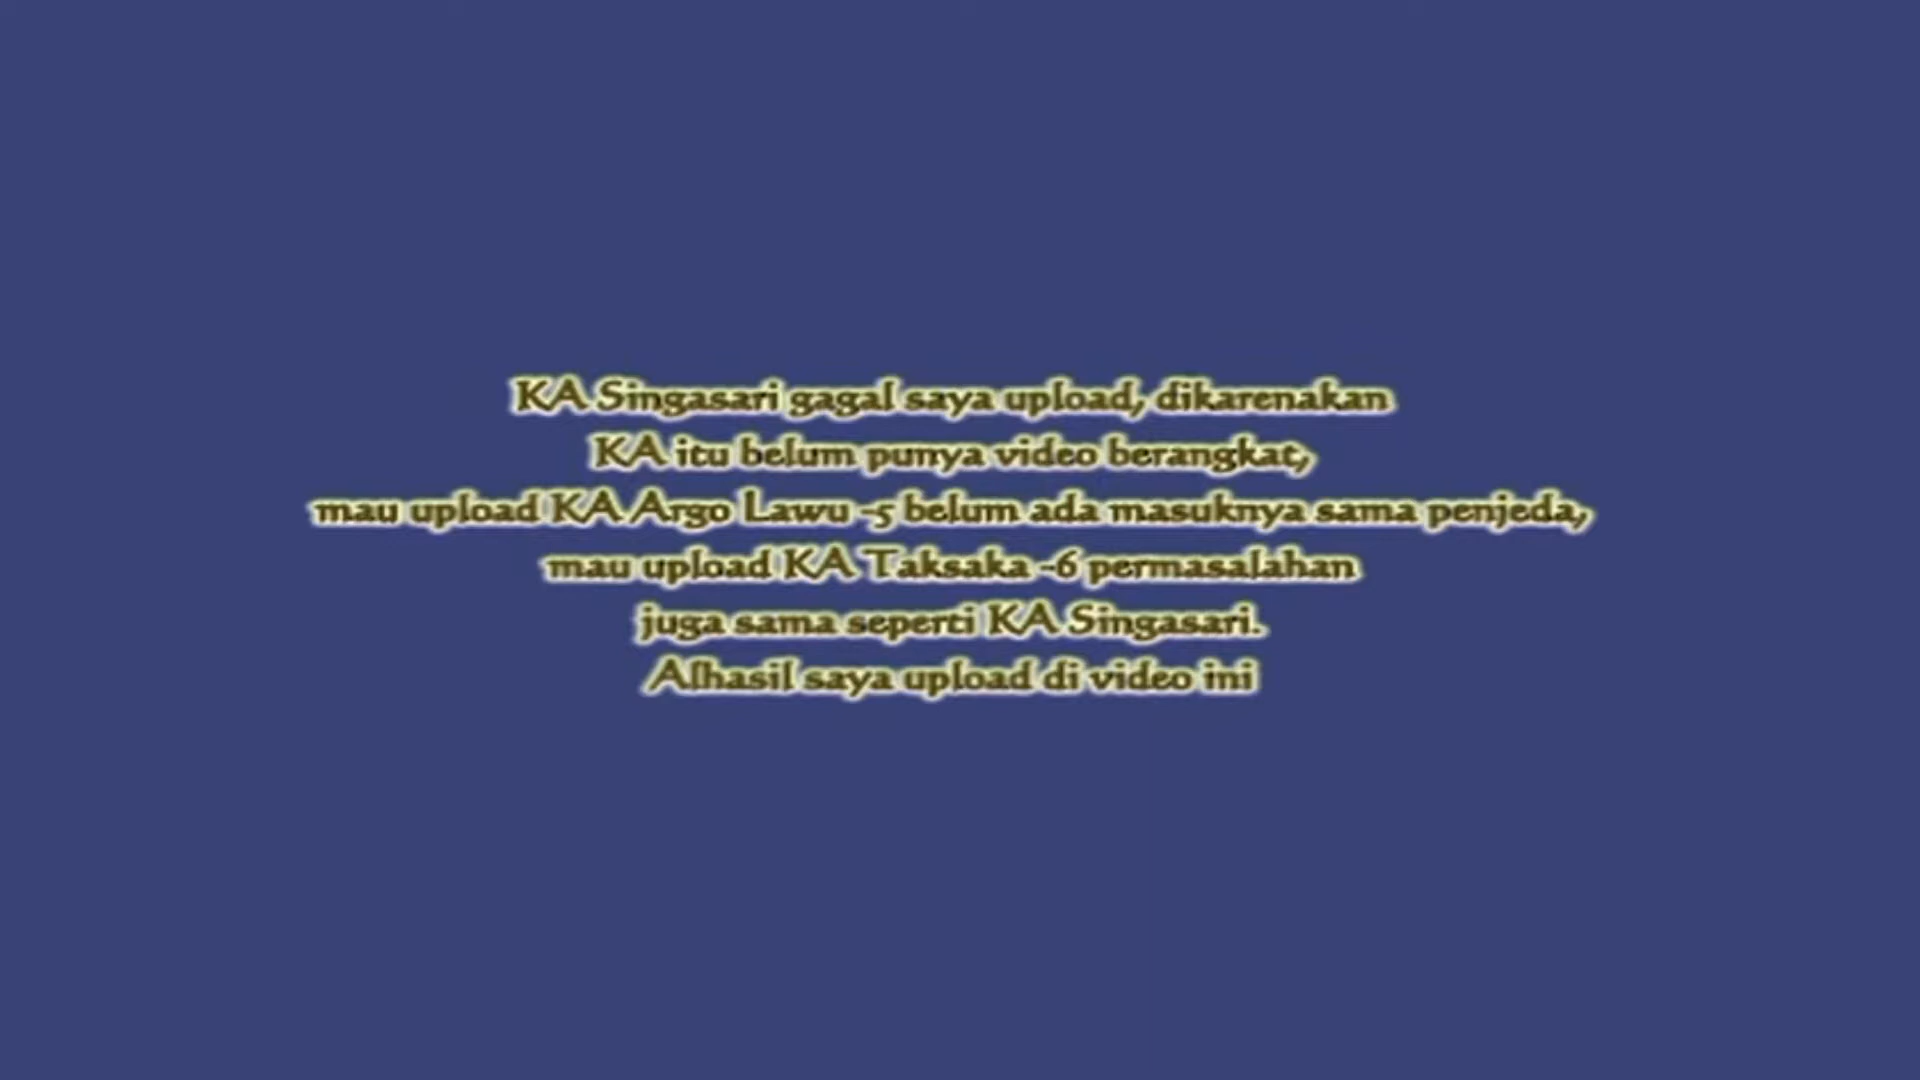 KA Singasari gagal saya upload, dikarenakan
KA itu belum punya video berangkat,
mau upload KA Argo Lawu -5 belum ada masuknya sama penjeda,
mau upload KA Taksaka -6 permasalahan
juga sama seperti KA Singasari.
Alhasil saya upload di video ini